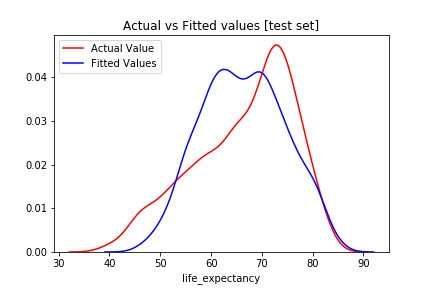 Actual vs Fitted values [test set]
Actual Value
Fitted Values
0.04
0.03
0.02
0.01
0.00
30 40 50 60 70 80 90
life_expectancy